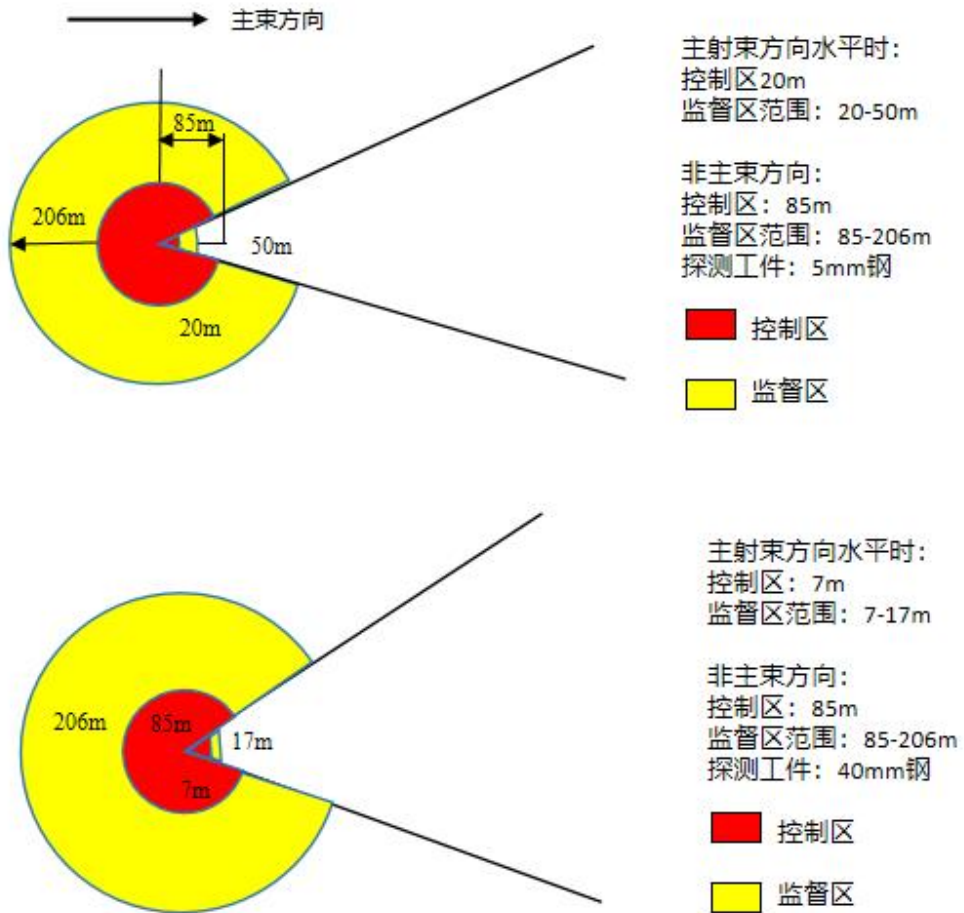 主束方向
85m
206m
50m
20m
主射束方向水平时：
控制区20m
监督区范围：20-50m
非主束方向：
控制区：85m
监督区范围：85-206m
探测工件：5mm钢
控制区
监督区
206m
85m
17m
7m
主射束方向水平时：
控制区：7m
监督区范围：7-17m
非主束方向：
控制区：85m
监督区范围：85-206m
探测工件：40mm钢
控制区
监督区